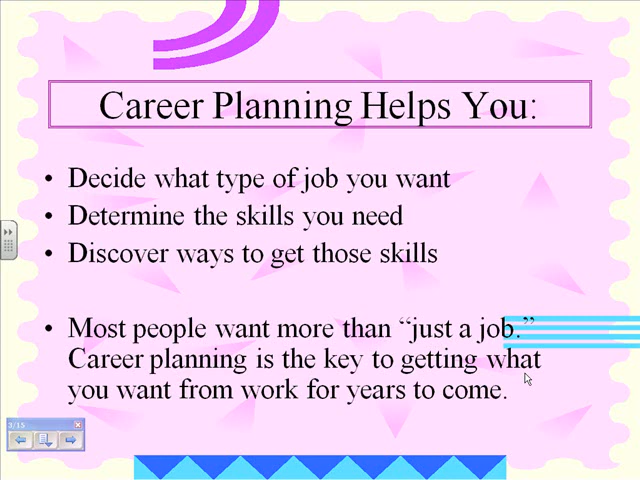 Career Planning Helps You:
• Decide what type of job you want
• Determine the skills you need
• Discover ways to get those skills
• Most people want more than “just a job.”
Career planning is the key to getting what
you want from work for years to come.
3/15